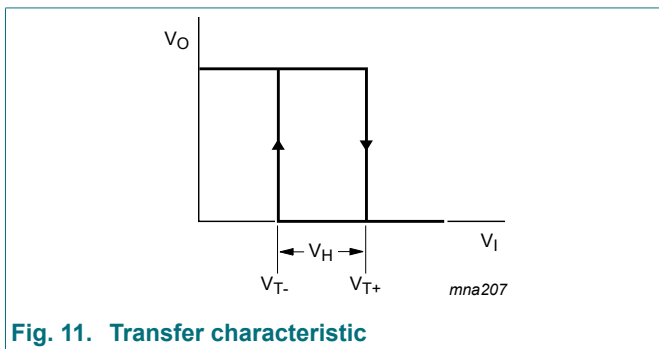 VO
VI
VH
VT-
VT+
mna207
Fig. 11. Transfer characteristic